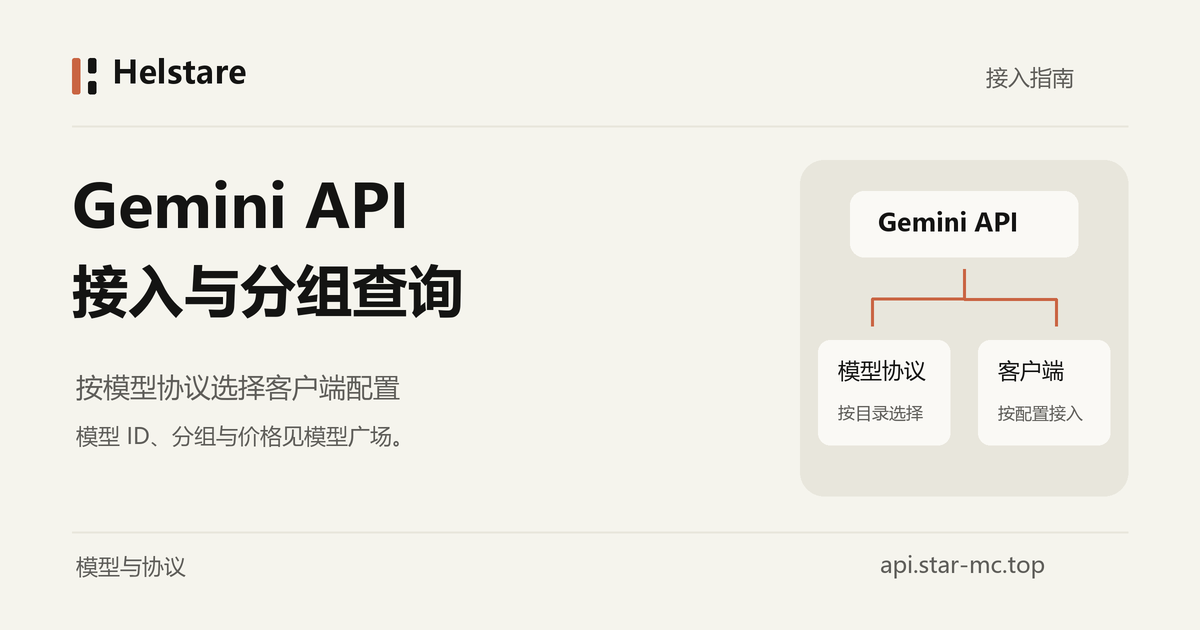 Helstare
接入指南
Gemini API
接入与分组查询
按模型协议选择客户端配置
模型 ID、分组与价格见模型广场。
Gemini API
模型协议
按目录选择
客户端
按配置接入
模型与协议
api.star-mc.top